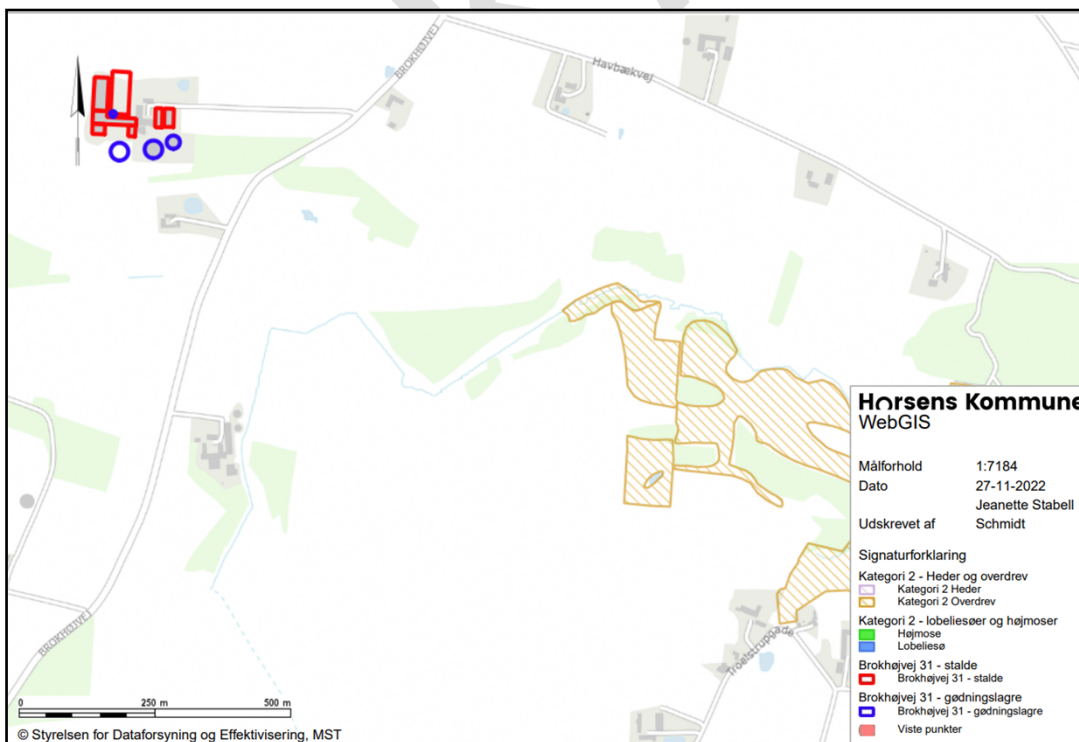 BROKHØJVEJ
Havbækvej
BROKHØJVEJ
Troelstrupgade
0 250 m 500 m
© Styrelsen for Dataforsyning og Effektivisering, MST
Horsens Kommune
WebGIS
Målforhold 1:7184
Dato 27-11-2022
Jeanette Stabell
Udskrevet af Schmidt
Signaturforklaring
Kategori 2 - Heder og overdrev
Kategori 2 Heder
Kategori 2 Overdrev
Kategori 2 - lobeliesøer og højmoser
Højmose
Lobeliesø
Brokhøjvej 31 - stalde
Brokhøjvej 31 - stalde
Brokhøjvej 31 - gødningslagre
Brokhøjvej 31 - gødningslagre
Viste punkter